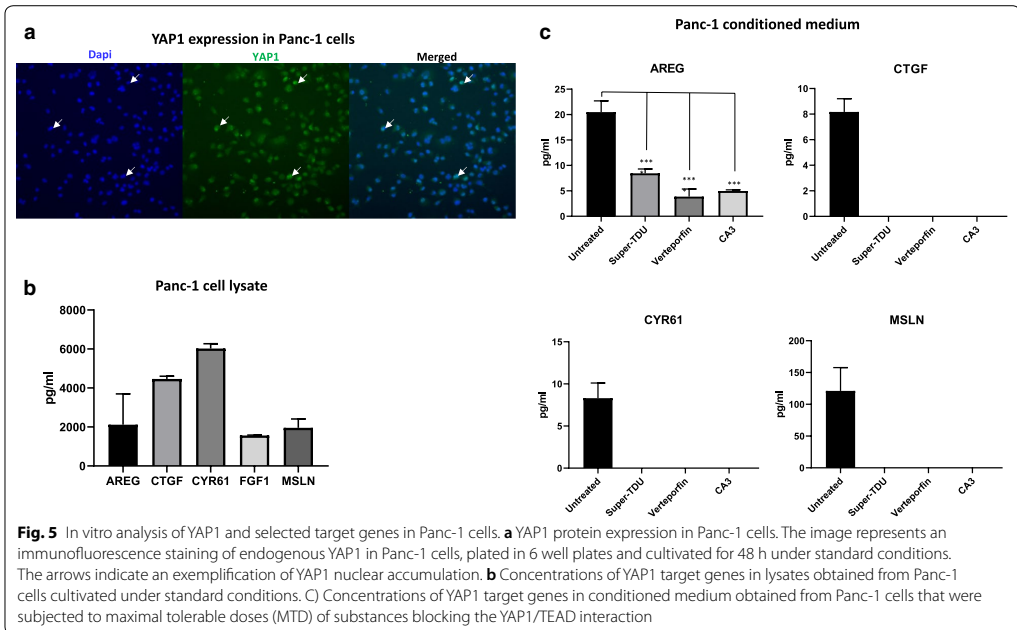 a
YAP1 expression in Panc-1 cells
Dapi YAP1 Merged
b
Panc-1 cell lysate
pg/ml
8000
6000
4000
2000
0
AREG CTGF CYR61 FGF1 MSLN
c
Panc-1 conditioned medium
AREG
pg/ml
25
20
15
10
5
0
*** *** ***
Untreated Super-TDU Verteporfin CA3
CTGF
pg/ml
10
8
6
4
2
0
Untreated Super-TDU Verteporfin CA3
CYR61
pg/ml
15
10
5
0
Untreated Super-TDU Verteporfin CA3
MSLN
pg/ml
200
150
100
50
0
Untreated Super-TDU Verteporfin CA3
Fig. 5 In vitro analysis of YAP1 and selected target genes in Panc-1 cells. a YAP1 protein expression in Panc-1 cells. The image represents an
immunofluorescence staining of endogenous YAP1 in Panc-1 cells, plated in 6 well plates and cultivated for 48 h under standard conditions.
The arrows indicate an exemplification of YAP1 nuclear accumulation. b Concentrations of YAP1 target genes in lysates obtained from Panc-1
cells cultivated under standard conditions. C) Concentrations of YAP1 target genes in conditioned medium obtained from Panc-1 cells that were
subjected to maximal tolerable doses (MTD) of substances blocking the YAP1/TEAD interaction